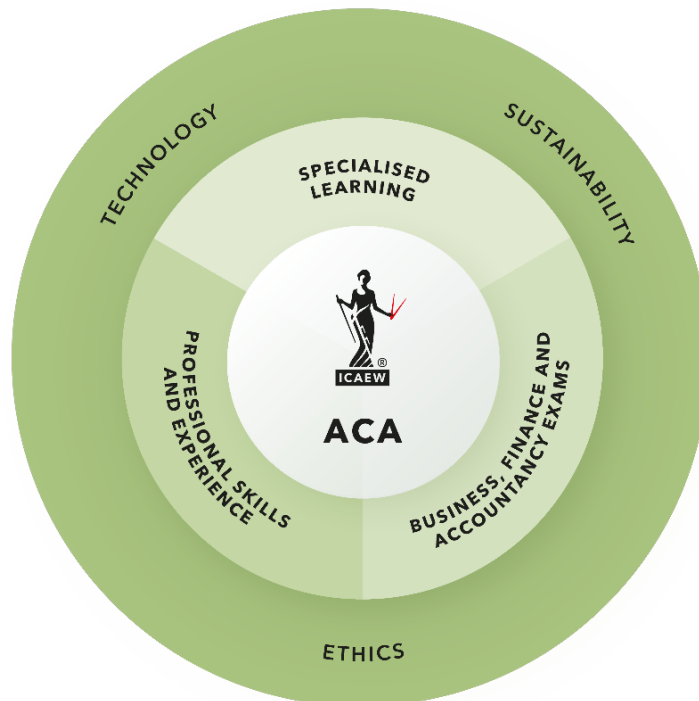 TECHNOLOGY
SUSTAINABILITY
SPECIALISED
LEARNING
®
ICAEW
ACA
PROFESSIONAL SKILLS
AND EXPERIENCE
BUSINESS, FINANCE AND
ACCOUNTANCY EXAMS
ETHICS